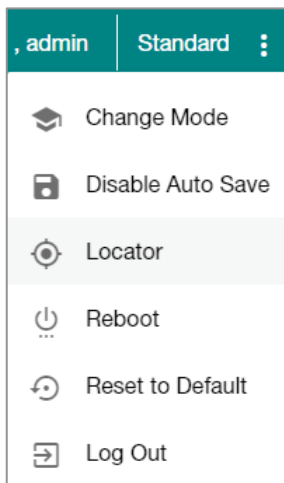 , admin Standard
Change Mode
Disable Auto Save
Locator
Reboot
Reset to Default
Log Out